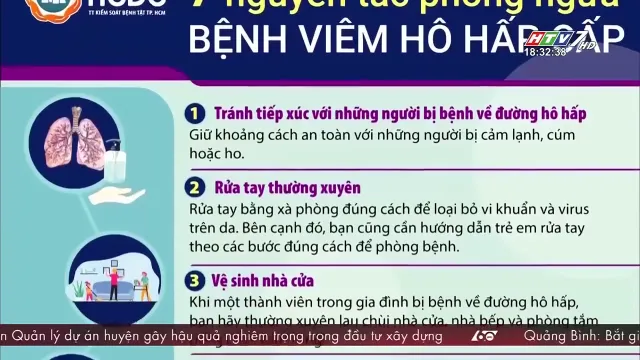 HCDC
TT KIỂM SOÁT BỆNH TẬT TP. HCM
7 nguyên tắc phòng ngừa
BỆNH VIÊM HÔ HẤP CẤP
HTV7 HD
18:32:38
1 Tránh tiếp xúc với những người bị bệnh về đường hô hấp
Giữ khoảng cách an toàn với những người bị cảm lạnh, cúm
hoặc ho.
2 Rửa tay thường xuyên
Rửa tay bằng xà phòng đúng cách để loại bỏ vi khuẩn và virus
trên da. Bên cạnh đó, bạn cũng cần hướng dẫn trẻ em rửa tay
theo các bước đúng cách để phòng bệnh.
3 Vệ sinh nhà cửa
Khi một thành viên trong gia đình bị bệnh về đường hô hấp,
bạn hãy thường xuyên lau chùi nhà cửa, nhà bếp và phòng tắm
n Quản lý dự án huyện gây hậu quả nghiêm trọng trong đầu tư xây dựng
Quảng Bình: Bắt gi